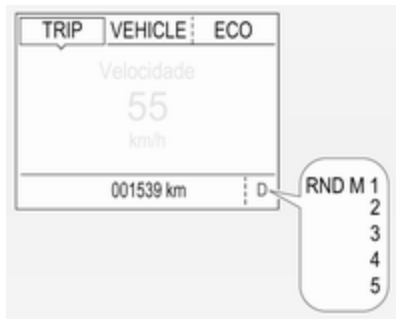 TRIP VEHICLE ECO
Velocidade
55
km/h
001539 km D
RND M 1
2
3
4
5